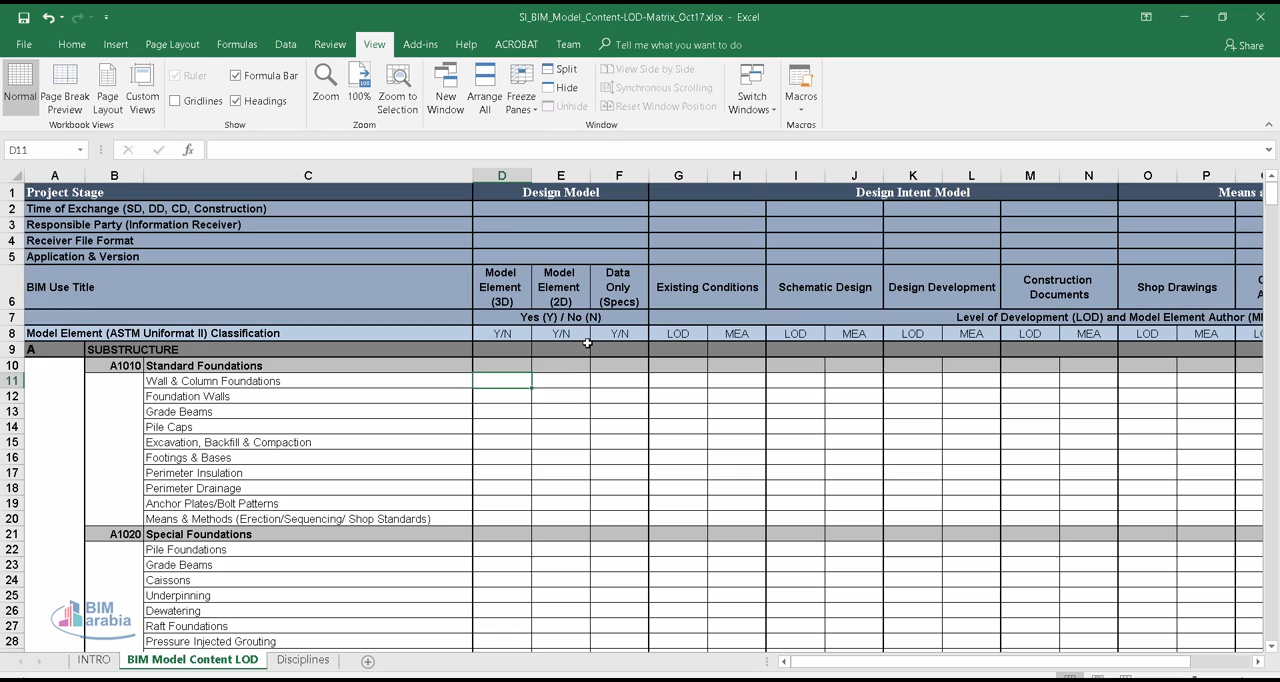 SI_BIM_Model_Content-LOD-Matrix_Oct17.xlsx - Excel
File Home Insert Page Layout Formulas Data Review View Add-ins Help ACROBAT Team Tell me what you want to do Share
Normal
Page Break Preview
Page Layout
Custom Views
Workbook Views
Ruler
Formula Bar
Gridlines
Headings
Show
Zoom
100%
Zoom to Selection
Zoom
New Window
Arrange All
Freeze Panes
Split
Hide
Unhide
View Side by Side
Synchronous Scrolling
Reset Window Position
Window
Switch Windows
Macros
Macros
D11
fx
A B C D E F G H I J K L M N O P
1 Project Stage Design Model Design Intent Model Means a
2 Time of Exchange (SD, DD, CD, Construction)
3 Responsible Party (Information Receiver)
4 Receiver File Format
5 Application & Version
6 BIM Use Title Model Element (3D) Model Element (2D) Data Only (Specs) Existing Conditions Schematic Design Design Development Construction Documents Shop Drawings
7 Yes (Y) / No (N) Level of Development (LOD) and Model Element Author (M
8 Model Element (ASTM Uniformat II) Classification Y/N Y/N Y/N LOD MEA LOD MEA LOD MEA LOD MEA LOD MEA
9 A SUBSTRUCTURE
10 A1010 Standard Foundations
11 Wall & Column Foundations
12 Foundation Walls
13 Grade Beams
14 Pile Caps
15 Excavation, Backfill & Compaction
16 Footings & Bases
17 Perimeter Insulation
18 Perimeter Drainage
19 Anchor Plates/Bolt Patterns
20 Means & Methods (Erection/Sequencing/ Shop Standards)
21 A1020 Special Foundations
22 Pile Foundations
23 Grade Beams
24 Caissons
25 Underpinning
26 Dewatering
27 Raft Foundations
28 Pressure Injected Grouting
BIM
arabia
INTRO BIM Model Content LOD Disciplines